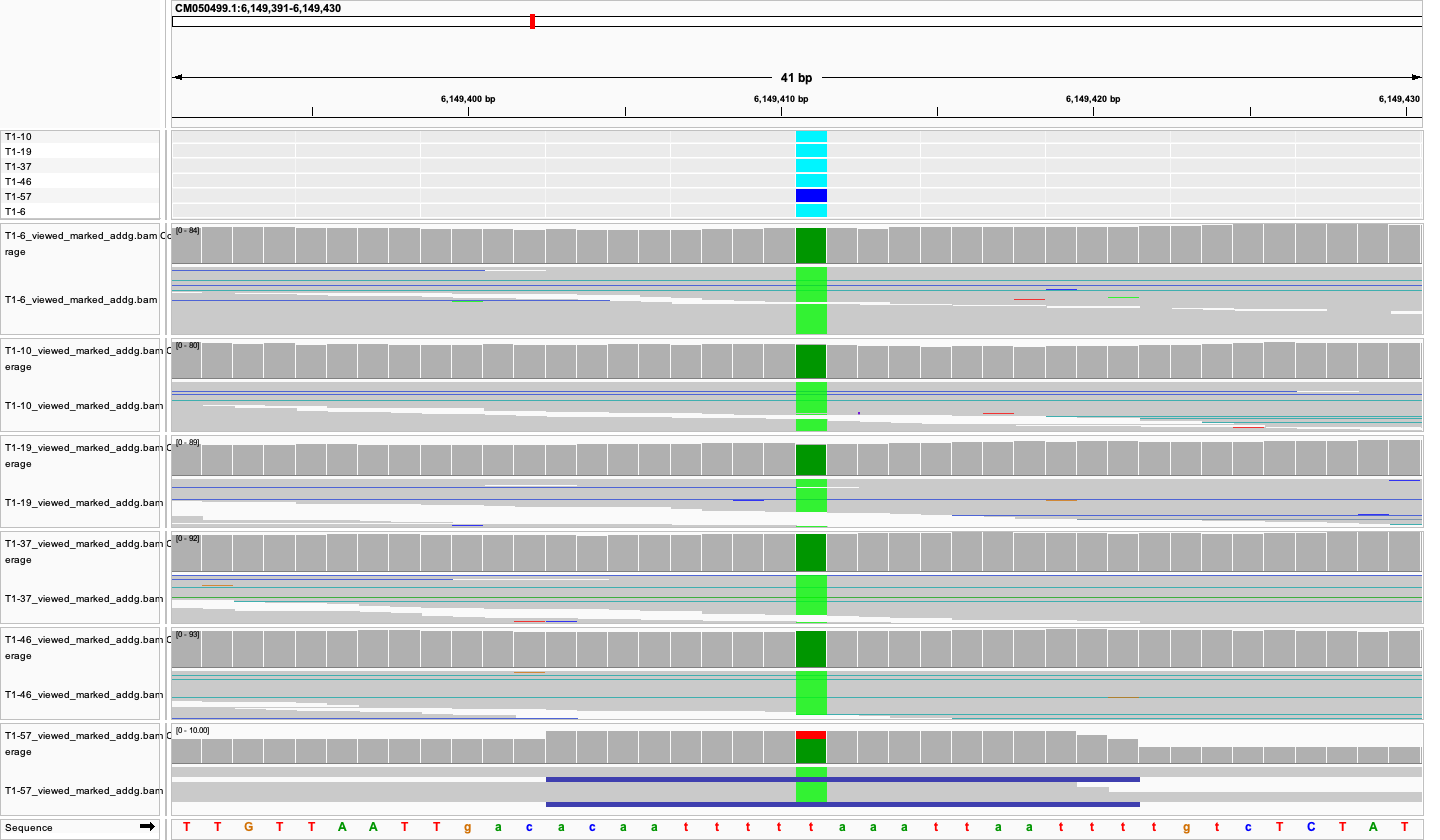 CM050499.1:6,149,391-6,149,430
41 bp
6,149,400 bp 6,149,410 bp 6,149,420 bp 6,149,430
T1-10
T1-19
T1-37
T1-46
T1-57
T1-6
T1-6_viewed_marked_addg.bam Co [0 - 84]
rage
T1-6_viewed_marked_addg.bam
T1-10_viewed_marked_addg.bam C [0 - 80]
erage
T1-10_viewed_marked_addg.bam
T1-19_viewed_marked_addg.bam C [0 - 89]
erage
T1-19_viewed_marked_addg.bam
T1-37_viewed_marked_addg.bam C [0 - 92]
erage
T1-37_viewed_marked_addg.bam
T1-46_viewed_marked_addg.bam C [0 - 93]
erage
T1-46_viewed_marked_addg.bam
T1-57_viewed_marked_addg.bam C [0 - 10.00]
erage
T1-57_viewed_marked_addg.bam
Sequence T T G T T A A T T g a c a c a a t t t t t a a a t t a a t t t t g t c T C T A T